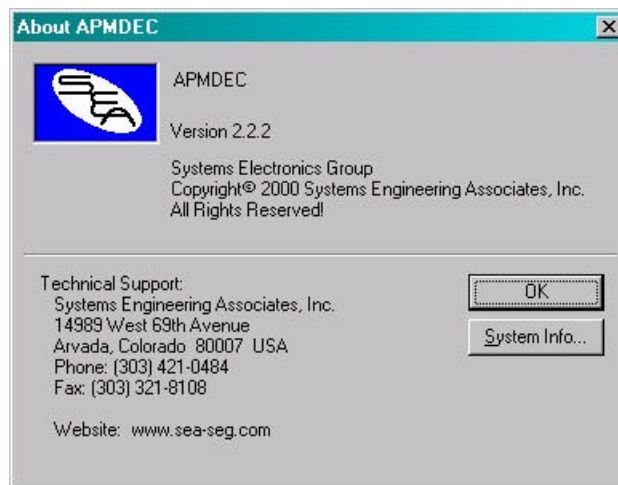 About APMDEC
SEA
APMDEC
Version 2.2.2
Systems Electronics Group
Copyright© 2000 Systems Engineering Associates, Inc.
All Rights Reserved!
Technical Support:
Systems Engineering Associates, Inc.
14989 West 69th Avenue
Arvada, Colorado 80007 USA
Phone: (303) 421-0484
Fax: (303) 321-8108
Website: www.sea-seg.com
OK
System Info...